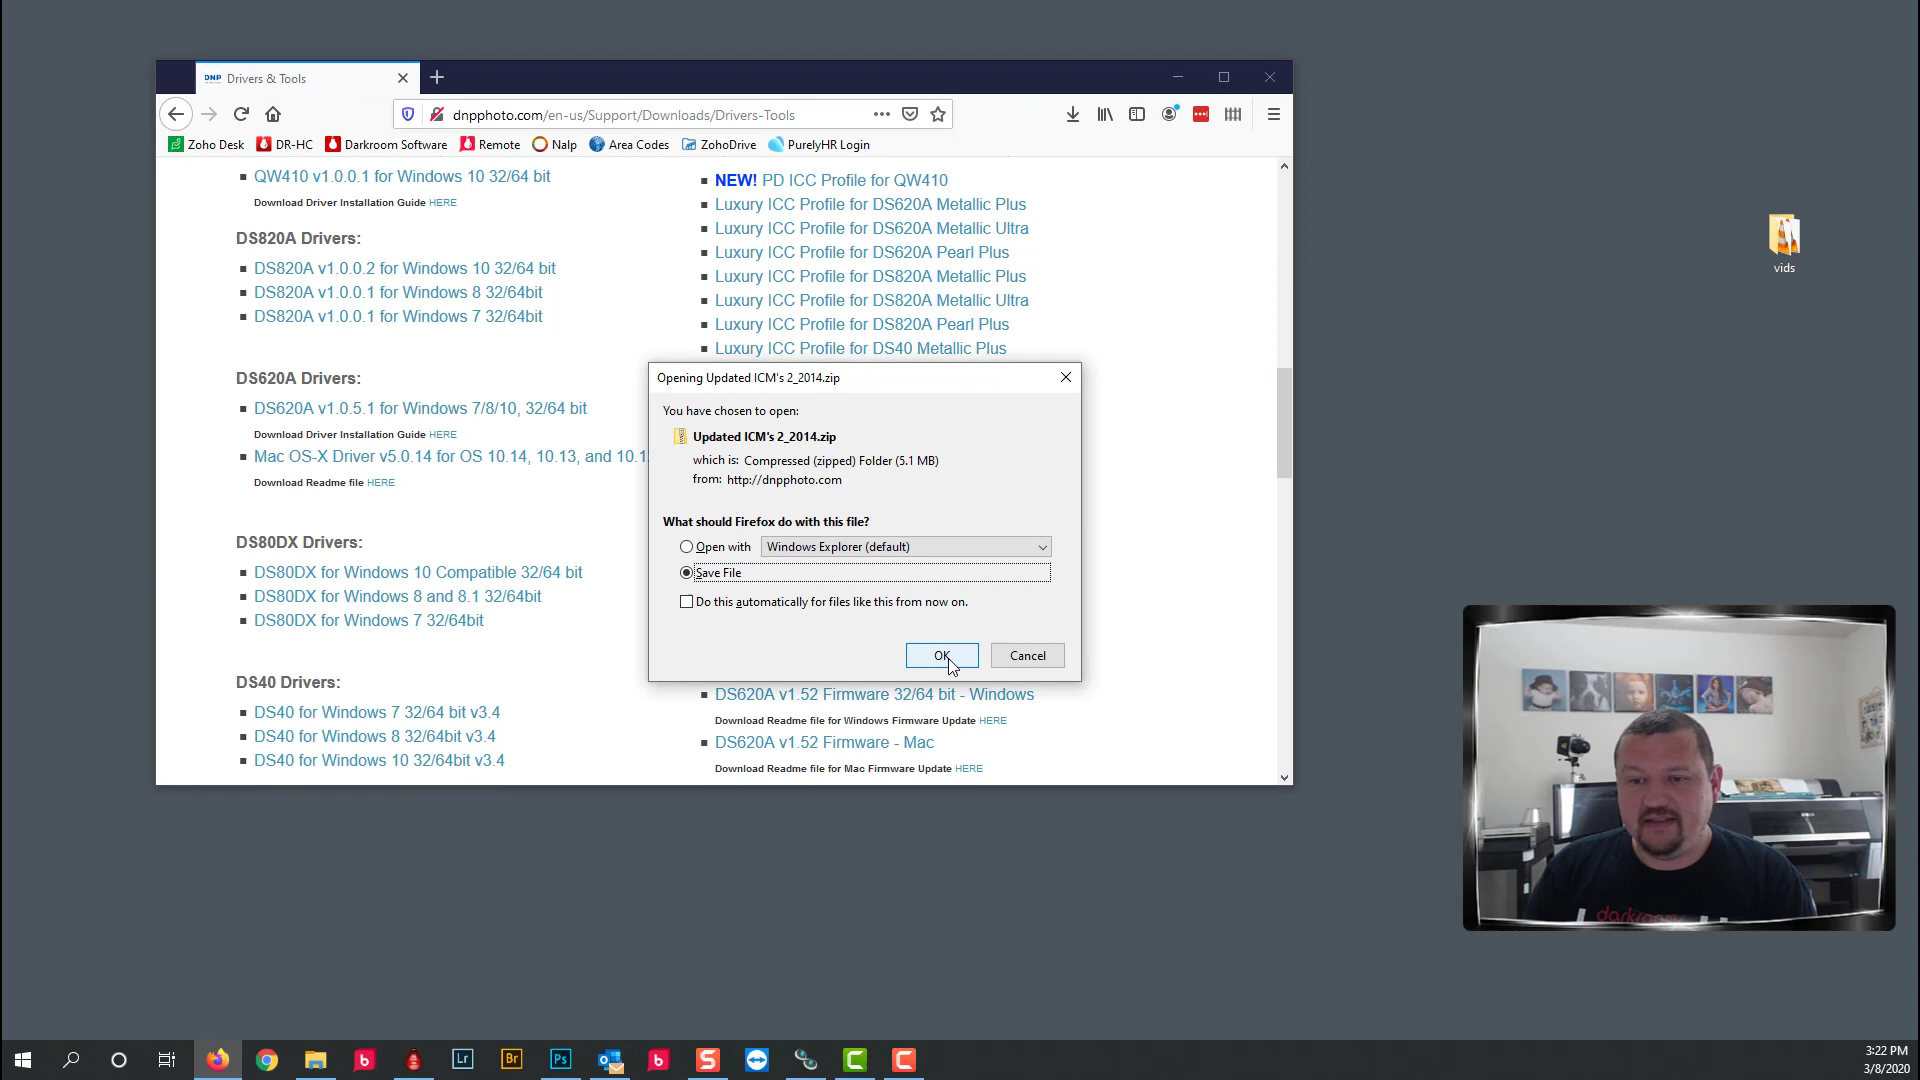 DNP Drivers & Tools
dnpphoto.com/en-us/Support/Downloads/Drivers-Tools
Zoho Desk DR-HC Darkroom Software Remote Nalp Area Codes ZohoDrive PurelyHR Login
QW410 v1.0.0.1 for Windows 10 32/64 bit
Download Driver Installation Guide HERE
DS820A Drivers:
DS820A v1.0.0.2 for Windows 10 32/64 bit
DS820A v1.0.0.1 for Windows 8 32/64bit
DS820A v1.0.0.1 for Windows 7 32/64bit
DS620A Drivers:
DS620A v1.0.5.1 for Windows 7/8/10, 32/64 bit
Download Driver Installation Guide HERE
Mac OS-X Driver v5.0.14 for OS 10.14, 10.13, and 10.1
Download Readme file HERE
DS80DX Drivers:
DS80DX for Windows 10 Compatible 32/64 bit
DS80DX for Windows 8 and 8.1 32/64bit
DS80DX for Windows 7 32/64bit
DS40 Drivers:
DS40 for Windows 7 32/64 bit v3.4
DS40 for Windows 8 32/64bit v3.4
DS40 for Windows 10 32/64bit v3.4
NEW! PD ICC Profile for QW410
Luxury ICC Profile for DS620A Metallic Plus
Luxury ICC Profile for DS620A Metallic Ultra
Luxury ICC Profile for DS620A Pearl Plus
Luxury ICC Profile for DS820A Metallic Plus
Luxury ICC Profile for DS820A Metallic Ultra
Luxury ICC Profile for DS820A Pearl Plus
Luxury ICC Profile for DS40 Metallic Plus
Opening Updated ICM's 2_2014.zip
You have chosen to open:
Updated ICM's 2_2014.zip
which is: Compressed (zipped) Folder (5.1 MB)
from: http://dnpphoto.com
What should Firefox do with this file?
Open with Windows Explorer (default)
Save File
Do this automatically for files like this from now on.
OK Cancel
DS620A v1.52 Firmware 32/64 bit - Windows
Download Readme file for Windows Firmware Update HERE
DS620A v1.52 Firmware - Mac
Download Readme file for Mac Firmware Update HERE
vids
darkroom
Lr Br Ps
3:22 PM
3/8/2020